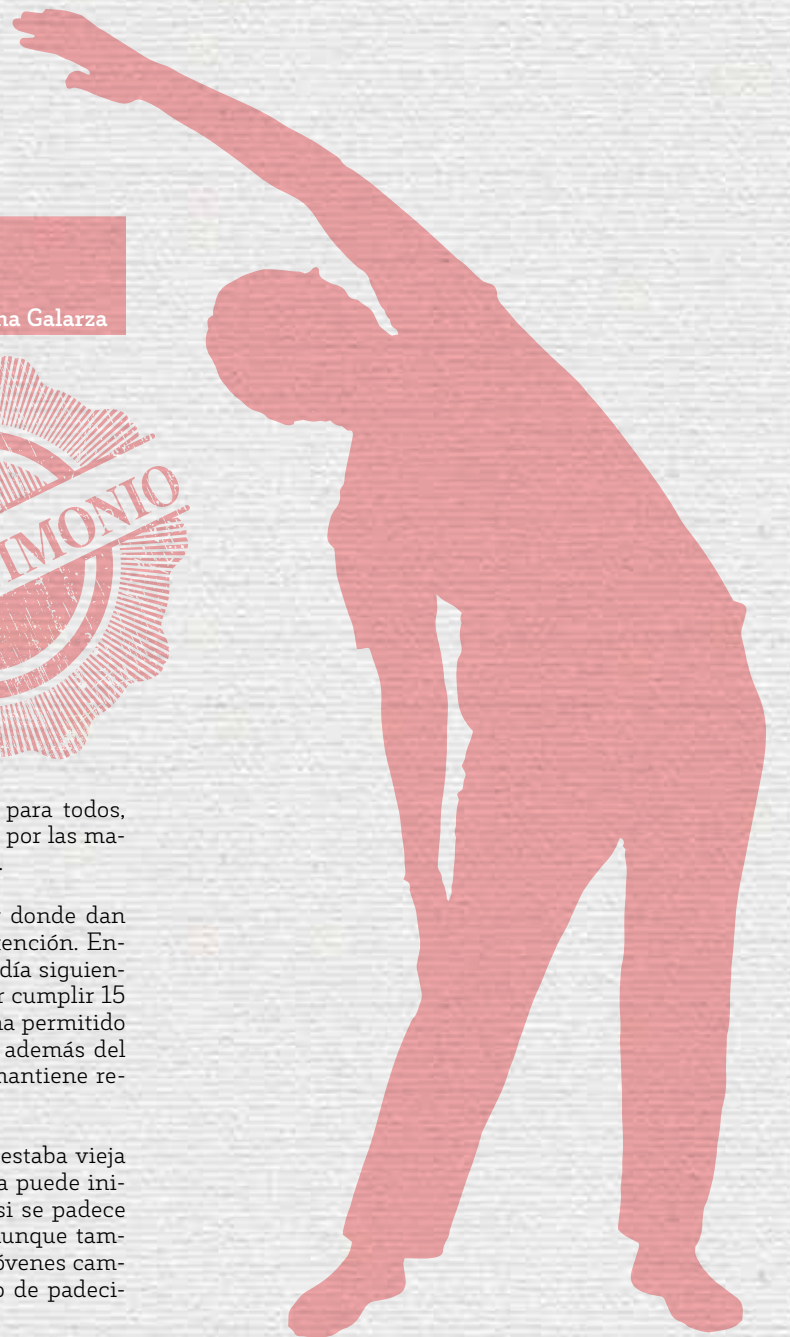 na Galarza
IMONIO
para todos,
por las ma-
donde dan
tención. En-
día siguien-
r cumplir 15
ha permitido
además del
mantiene re-
estaba vieja
a puede ini-
si se padece
unque tam-
óvenes cam-
o de padeci-